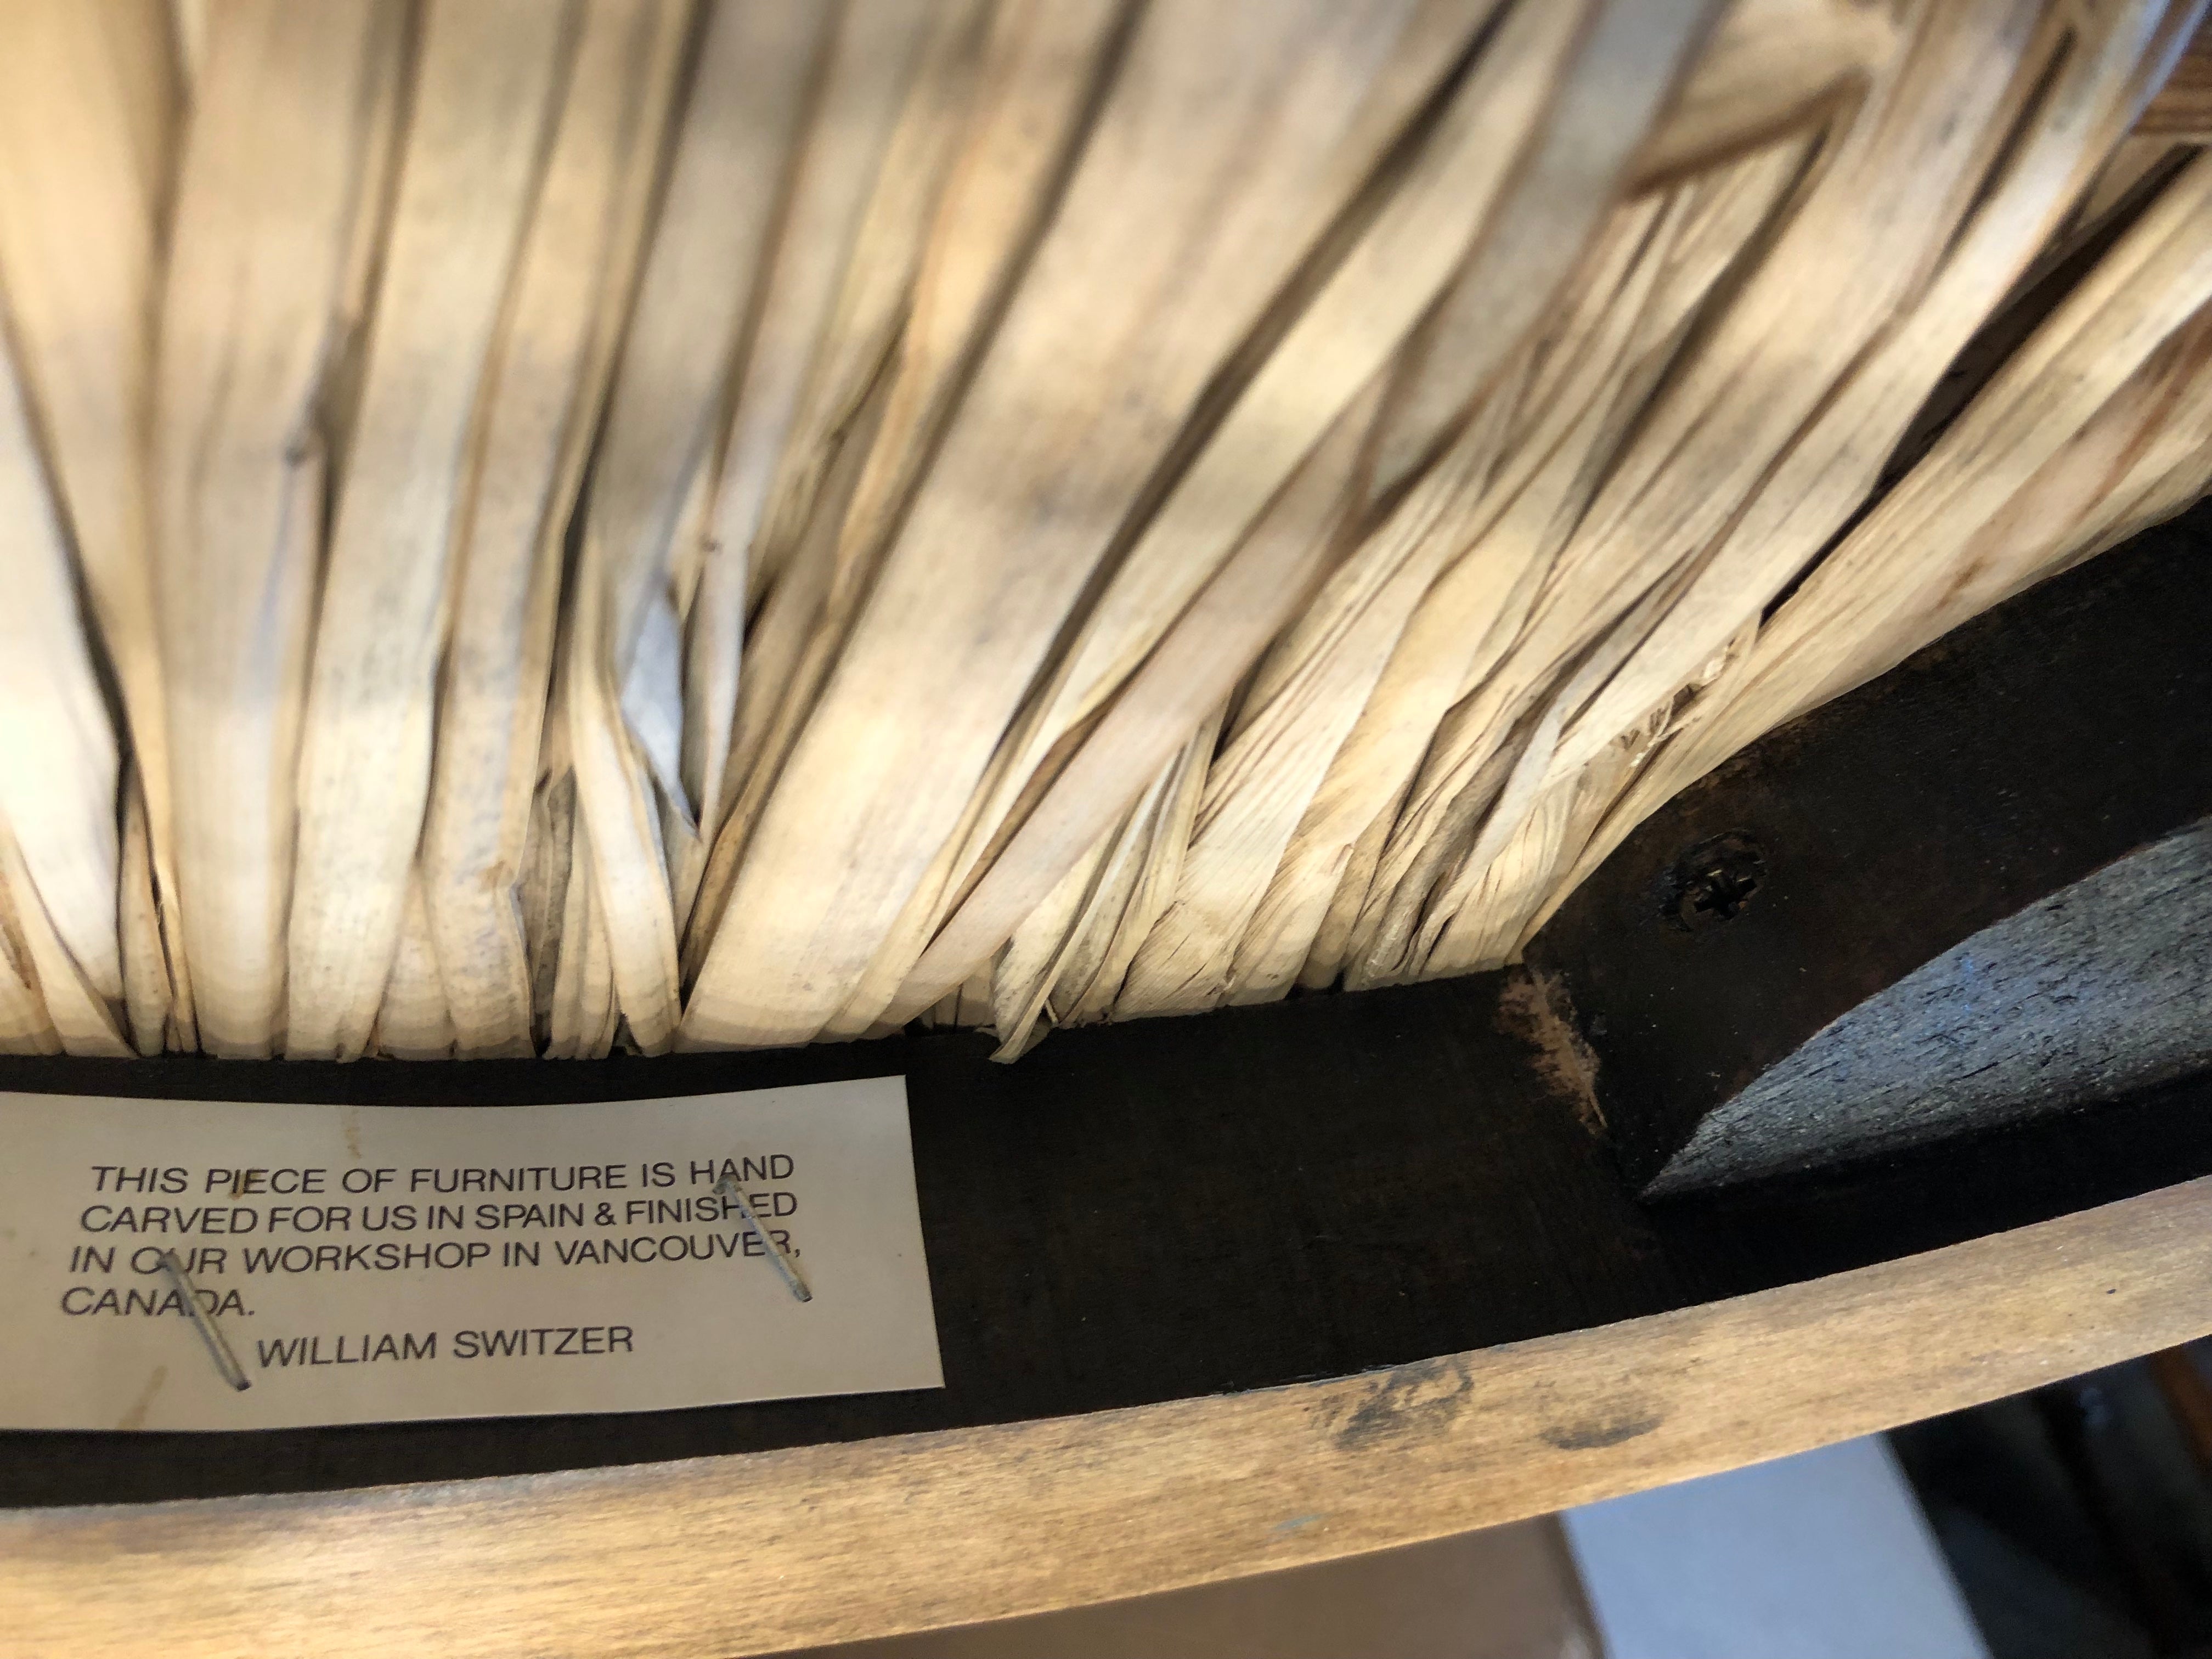 THIS PIECE OF FURNITURE IS HAND
CARVED FOR US IN SPAIN & FINISHED
IN OUR WORKSHOP IN VANCOUVER,
CANADA.
WILLIAM SWITZER